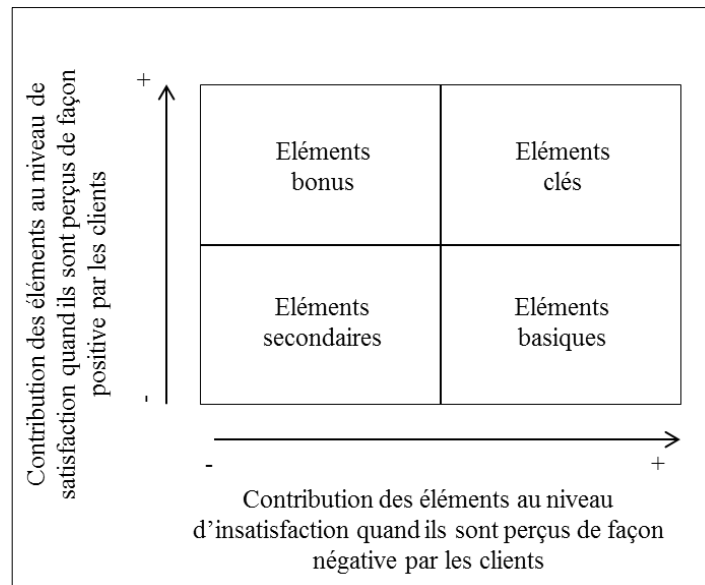 Contribution des éléments au niveau de
satisfaction quand ils sont perçus de façon
positive par les clients
+
-
Eléments
bonus
Eléments
clés
Eléments
secondaires
Eléments
basiques
-
+
Contribution des éléments au niveau
d’insatisfaction quand ils sont perçus de façon
négative par les clients